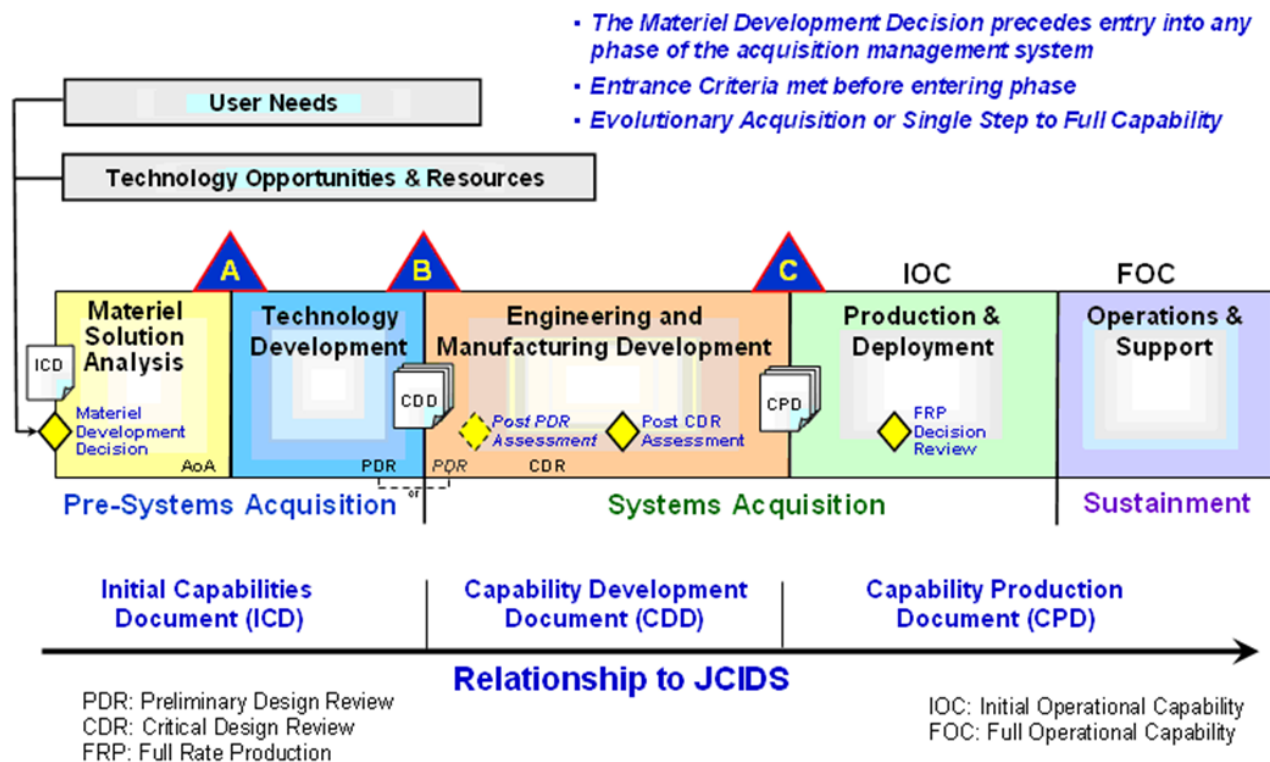 ▪ The Materiel Development Decision precedes entry into any
phase of the acquisition management system
▪ Entrance Criteria met before entering phase
▪ Evolutionary Acquisition or Single Step to Full Capability
User Needs
Technology Opportunities & Resources
A
B
C
IOC
FOC
Materiel
Solution
Analysis
Technology
Development
Engineering and
Manufacturing Development
Production &
Deployment
Operations &
Support
ICD
CDD
CPD
Materiel
Development
Decision
Post PDR
Assessment
Post CDR
Assessment
FRP
Decision
Review
AoA
PDR
PDR
CDR
or
Pre-Systems Acquisition
Systems Acquisition
Sustainment
Initial Capabilities
Document (ICD)
Capability Development
Document (CDD)
Capability Production
Document (CPD)
Relationship to JCIDS
PDR: Preliminary Design Review
CDR: Critical Design Review
FRP: Full Rate Production
IOC: Initial Operational Capability
FOC: Full Operational Capability